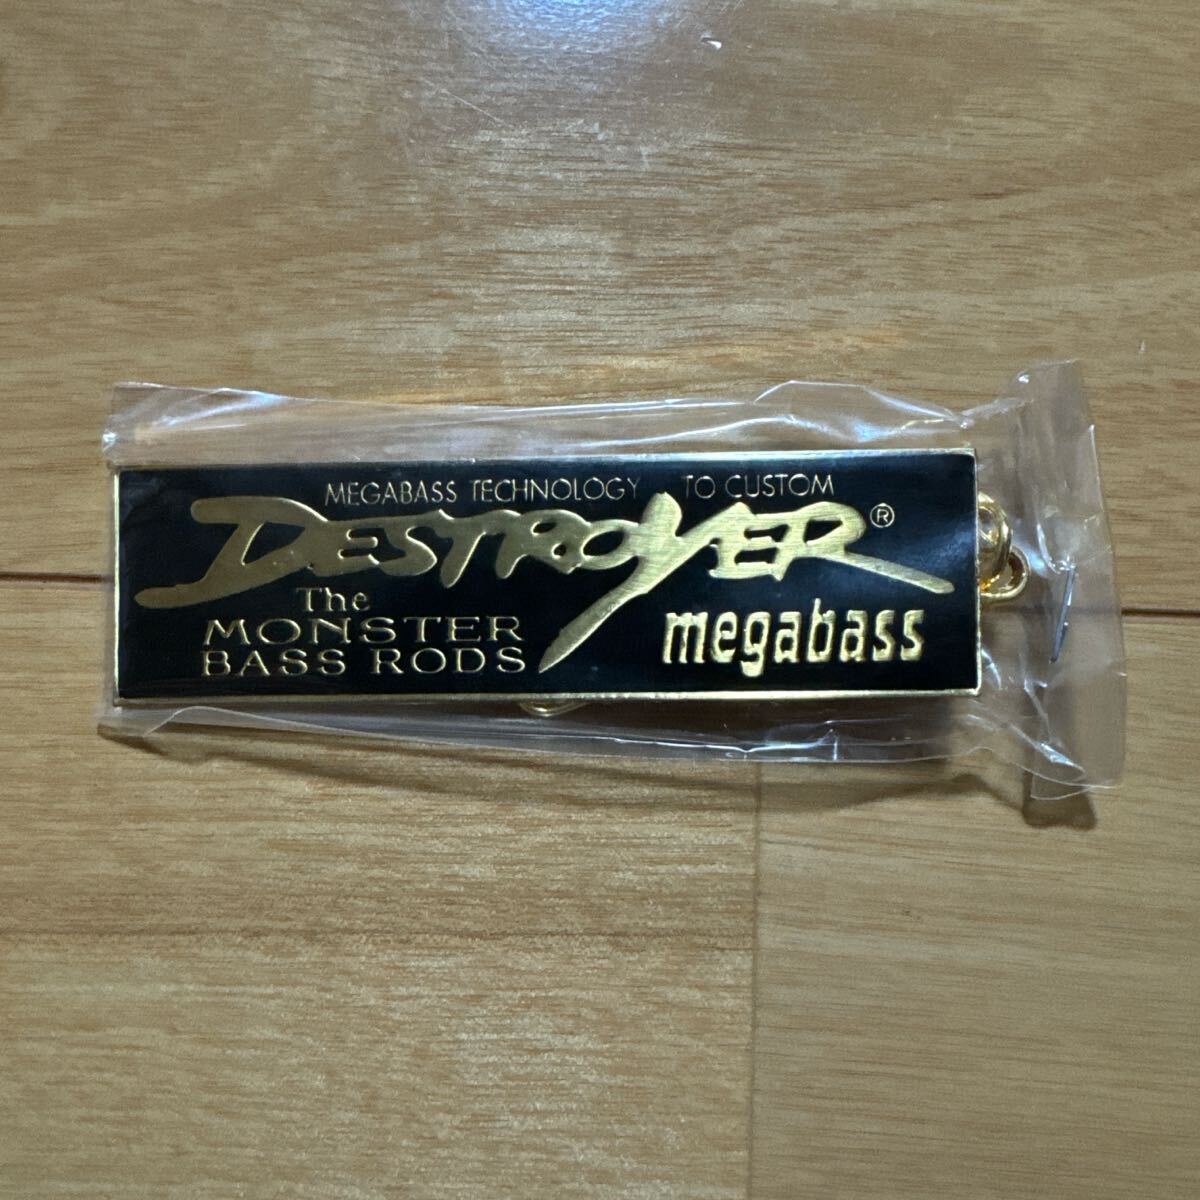 MEGABASS TECHNOLOGY TO CUSTOM
DESTROYER®
The
MONSTER
BASS RODS
megabass